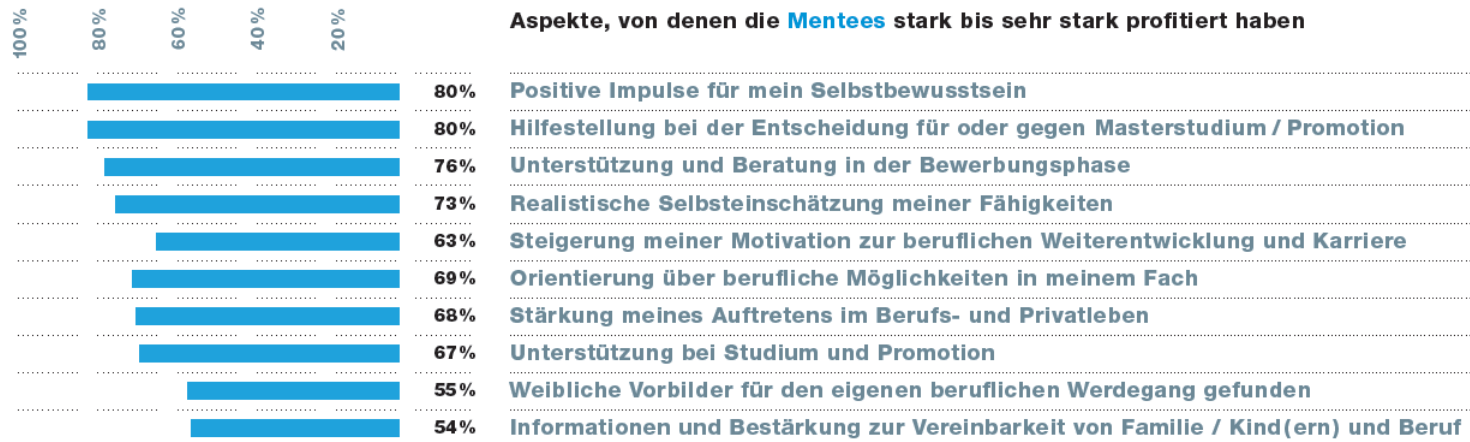 100% 80% 60% 40% 20% Aspekte, von denen die Mentees stark bis sehr stark profitiert haben
80% Positive Impulse für mein Selbstbewusstsein
80% Hilfestellung bei der Entscheidung für oder gegen Masterstudium / Promotion
76% Unterstützung und Beratung in der Bewerbungsphase
73% Realistische Selbsteinschätzung meiner Fähigkeiten
63% Steigerung meiner Motivation zur beruflichen Weiterentwicklung und Karriere
69% Orientierung über berufliche Möglichkeiten in meinem Fach
68% Stärkung meines Auftretens im Berufs- und Privatleben
67% Unterstützung bei Studium und Promotion
55% Weibliche Vorbilder für den eigenen beruflichen Werdegang gefunden
54% Informationen und Bestärkung zur Vereinbarkeit von Familie / Kind(ern) und Beruf